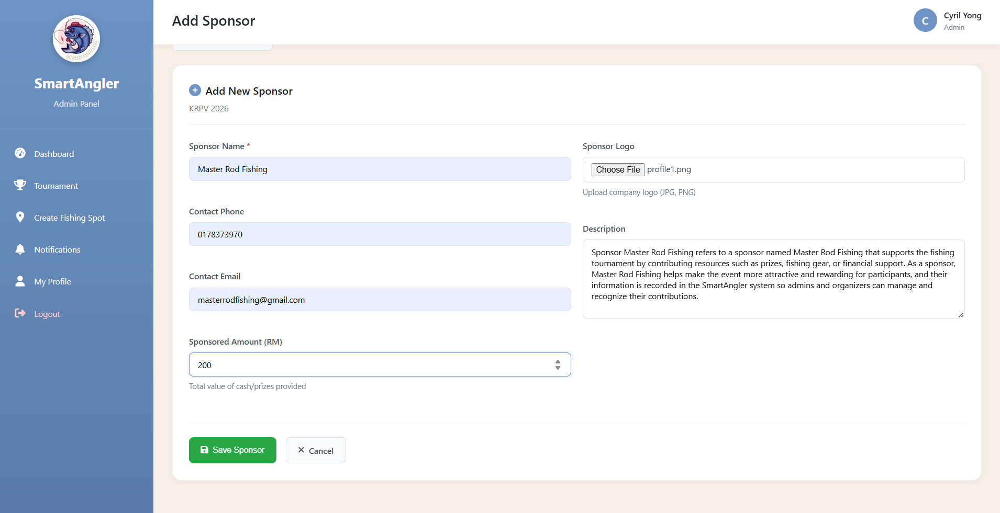 SMARTANGLER
SmartAngler
Admin Panel
Dashboard
Tournament
Create Fishing Spot
Notifications
My Profile
Logout
Add Sponsor
C
Cyril Yong
Admin
Add New Sponsor
KRPV 2026
Sponsor Name *
Master Rod Fishing
Contact Phone
0178373970
Contact Email
masterrodfishing@gmail.com
Sponsored Amount (RM)
200
Total value of cash/prizes provided
Sponsor Logo
Choose File profile1.png
Upload company logo (JPG, PNG)
Description
Sponsor Master Rod Fishing refers to a sponsor named Master Rod Fishing that supports the fishing
tournament by contributing resources such as prizes, fishing gear, or financial support. As a sponsor,
Master Rod Fishing helps make the event more attractive and rewarding for participants, and their
information is recorded in the SmartAngler system so admins and organizers can manage and
recognize their contributions.
Save Sponsor
Cancel